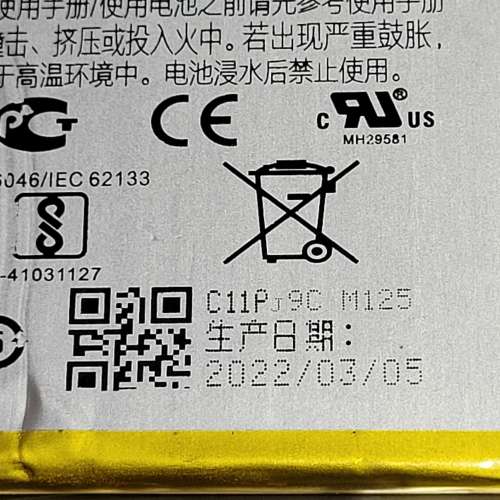 使用手册/使用电池之前请先参考使用手册
撞击、挤压或投入火中。若出现严重鼓胀，
于高温环境中。电池浸水后禁止使用。
CE
c RU® US
MH29581
6046/IEC 62133
-41031127
C11PJ9C M125
生产日期:
2022/03/05